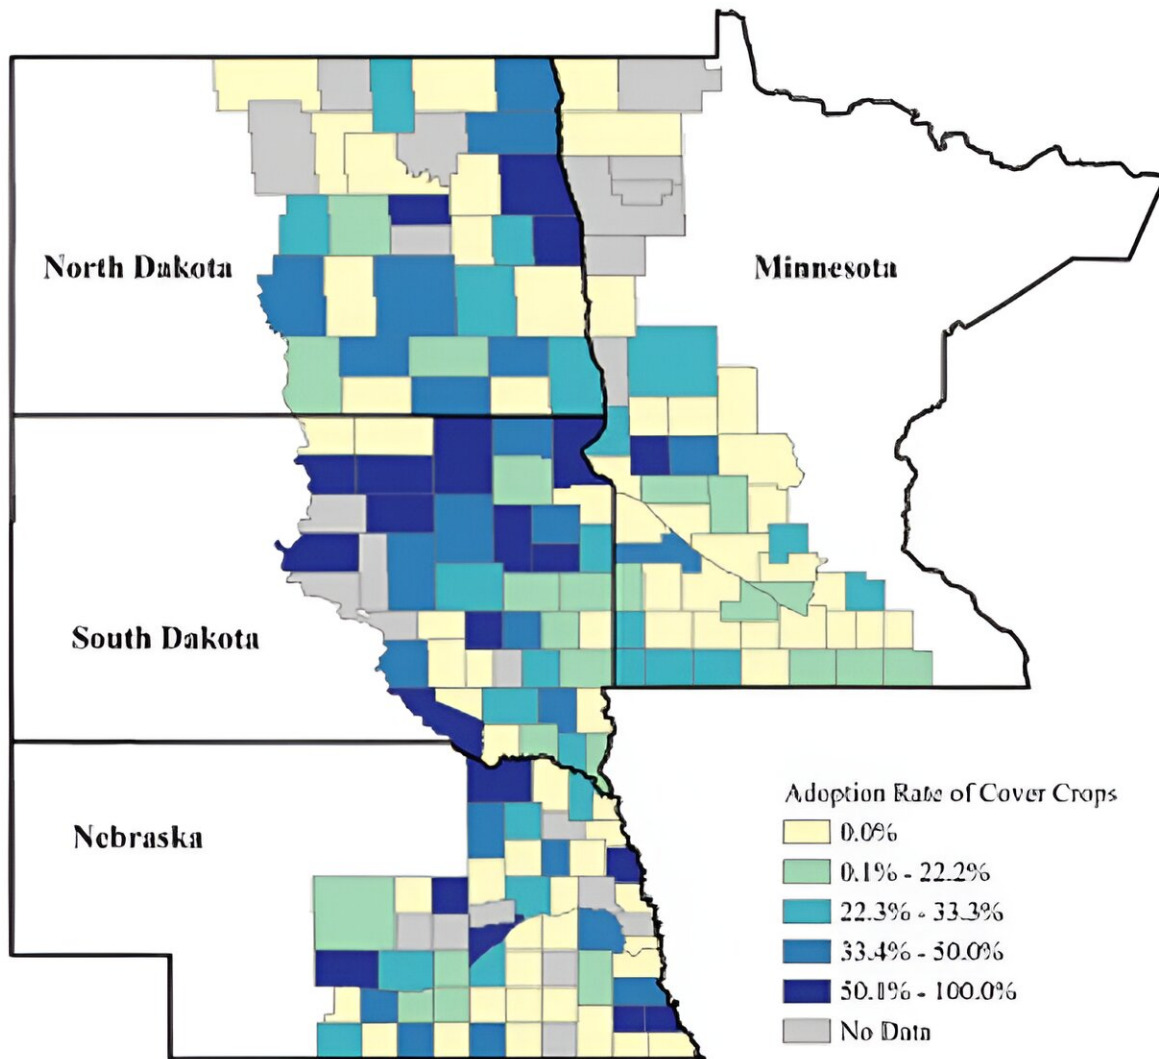 North Dakota
Minnesota
South Dakota
Nebraska
Adoption Rate of Cover Crops
0.0%
0.1% - 22.2%
22.3% - 33.3%
33.4% - 50.0%
50.1% - 100.0%
No Data